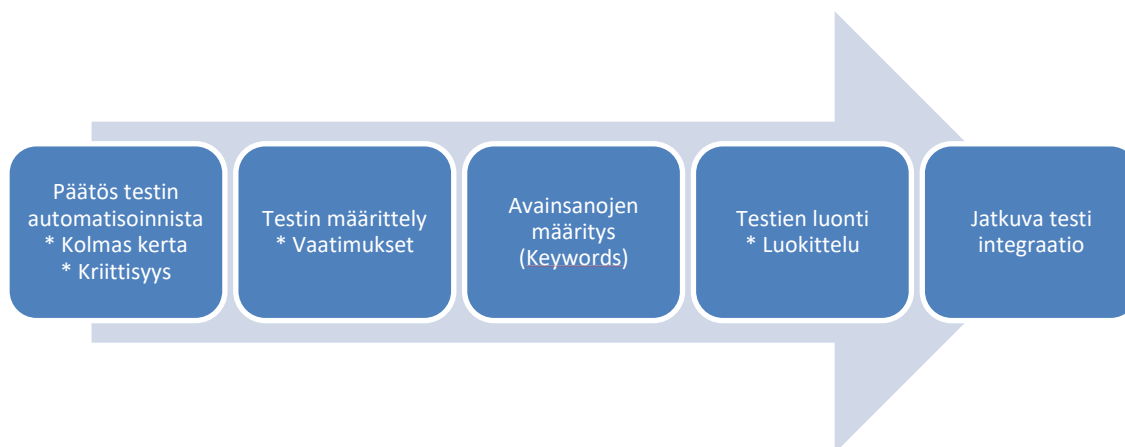 Päätös testin
automatisoinnista
* Kolmas kerta
* Kriittisyys
Testin määrittely
* Vaatimukset
Avainsanojen
määritys
(Keywords)
Testien luonti
* Luokittelu
Jatkuva testi
integraatio